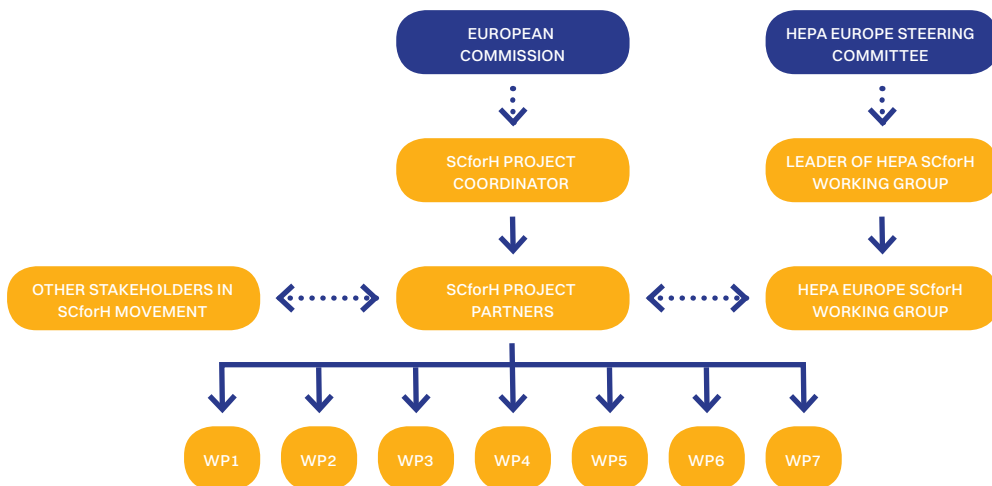 EUROPEAN
COMMISSION
HEPA EUROPE STEERING
COMMITTEE
SCforH PROJECT
COORDINATOR
LEADER OF HEPA SCforH
WORKING GROUP
OTHER STAKEHOLDERS IN
SCforH MOVEMENT
SCforH PROJECT
PARTNERS
HEPA EUROPE SCforH
WORKING GROUP
WP1
WP2
WP3
WP4
WP5
WP6
WP7